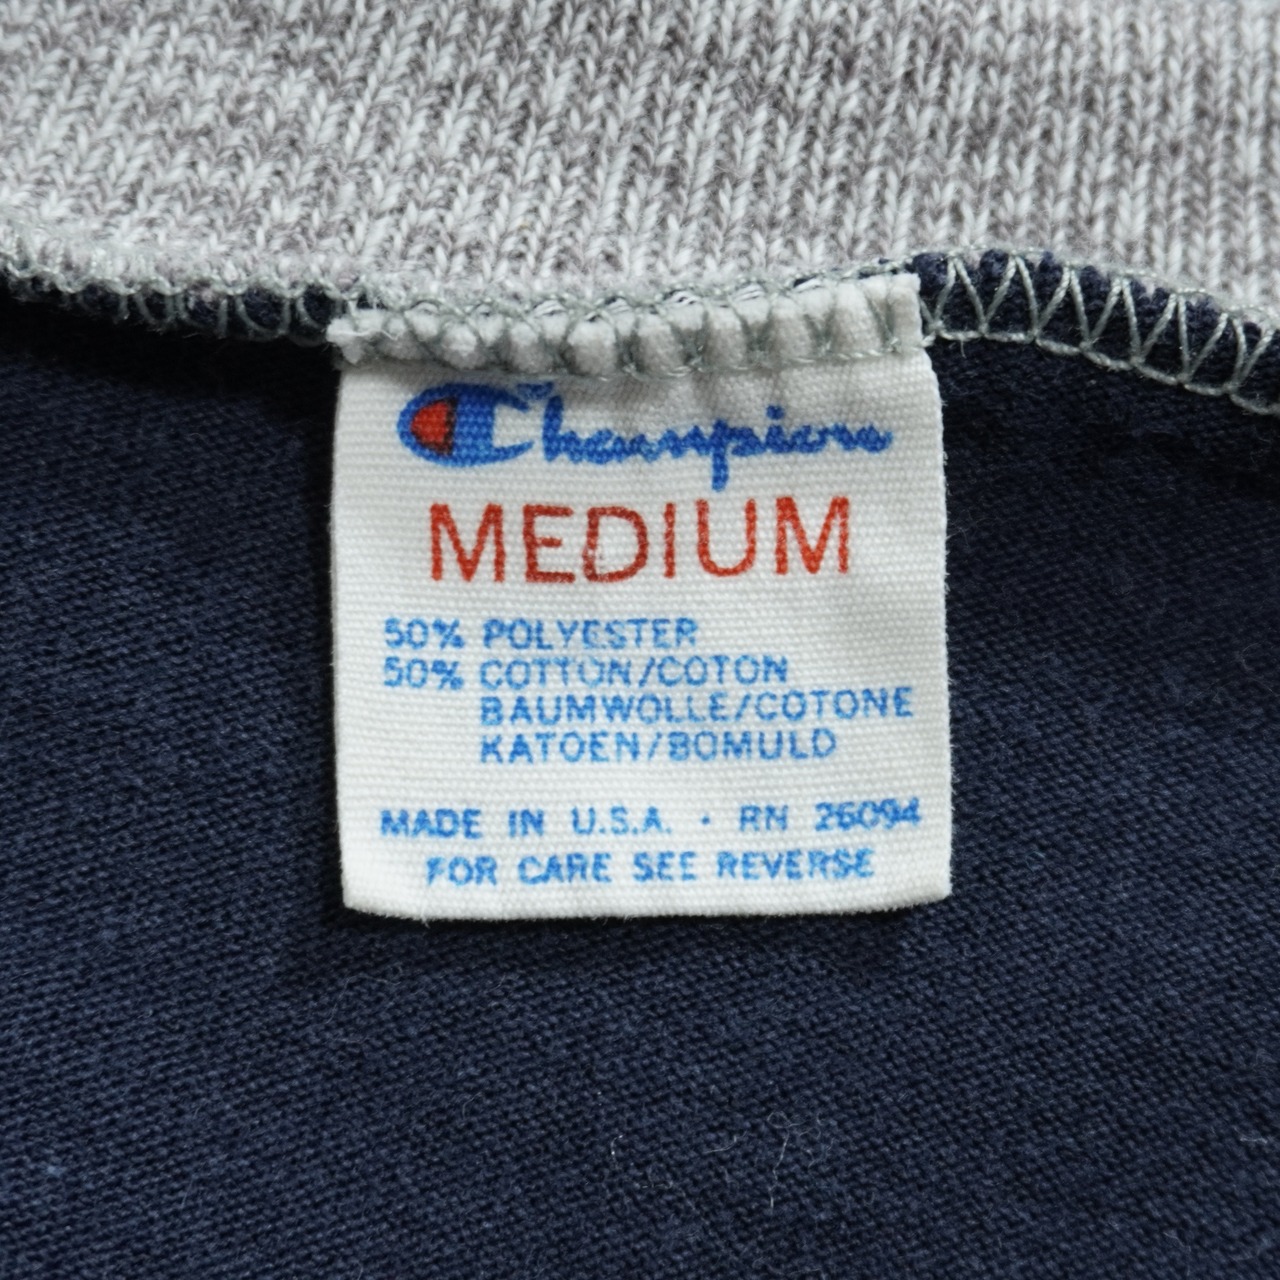 Champion
MEDIUM
50% POLYESTER
50% COTTON/COTON
BAUMWOLLE/COTONE
KATOEN/BOMULD
MADE IN U.S.A. · RN 26094
FOR CARE SEE REVERSE